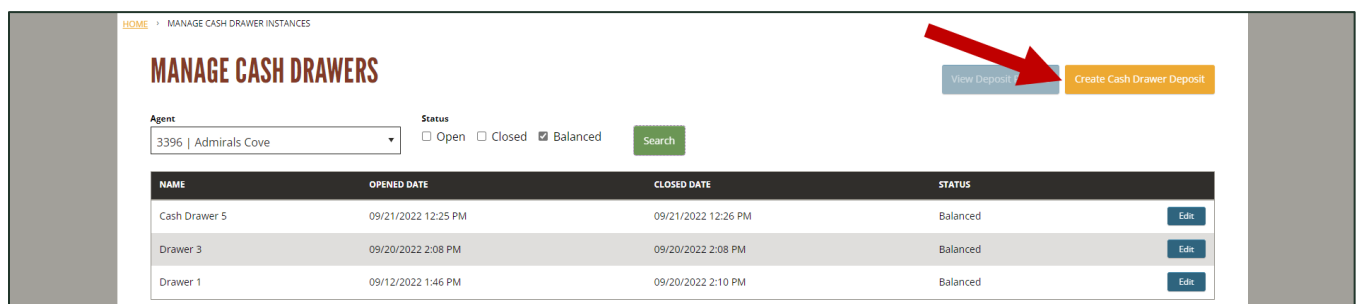 HOME > MANAGE CASH DRAWER INSTANCES
MANAGE CASH DRAWERS
View Deposit Create Cash Drawer Deposit
Agent Status
3396 | Admirals Cove Open Closed Balanced Search
NAME OPENED DATE CLOSED DATE STATUS
Cash Drawer 5 09/21/2022 12:25 PM 09/21/2022 12:26 PM Balanced Edit
Drawer 3 09/20/2022 2:08 PM 09/20/2022 2:08 PM Balanced Edit
Drawer 1 09/12/2022 1:46 PM 09/20/2022 2:10 PM Balanced Edit